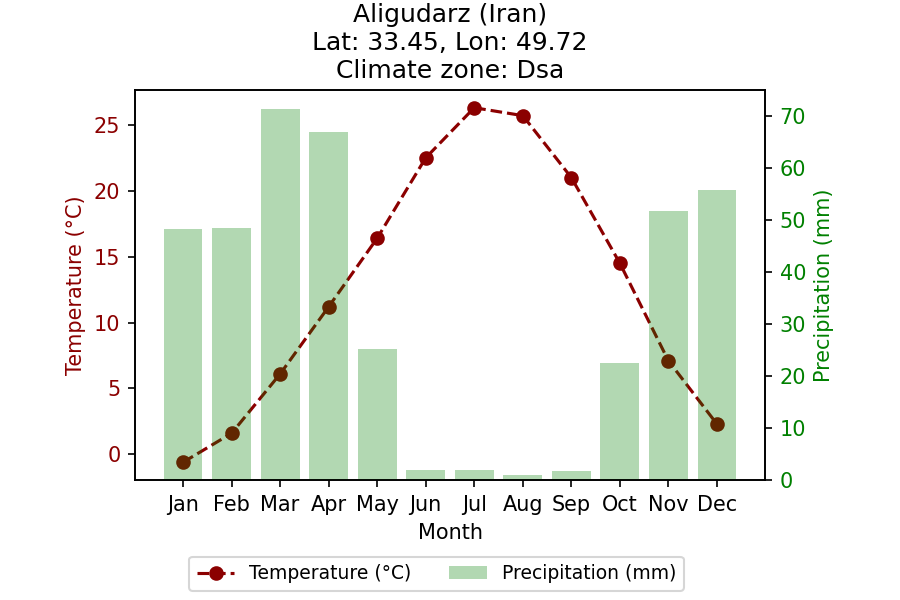 Aligudarz (Iran)
Lat: 33.45, Lon: 49.72
Climate zone: Dsa
Temperature (°C)
25
20
15
10
5
0
70
60
50
40
30
20
10
0
Precipitation (mm)
Jan Feb Mar Apr May Jun Jul Aug Sep Oct Nov Dec
Month
Temperature (°C) Precipitation (mm)